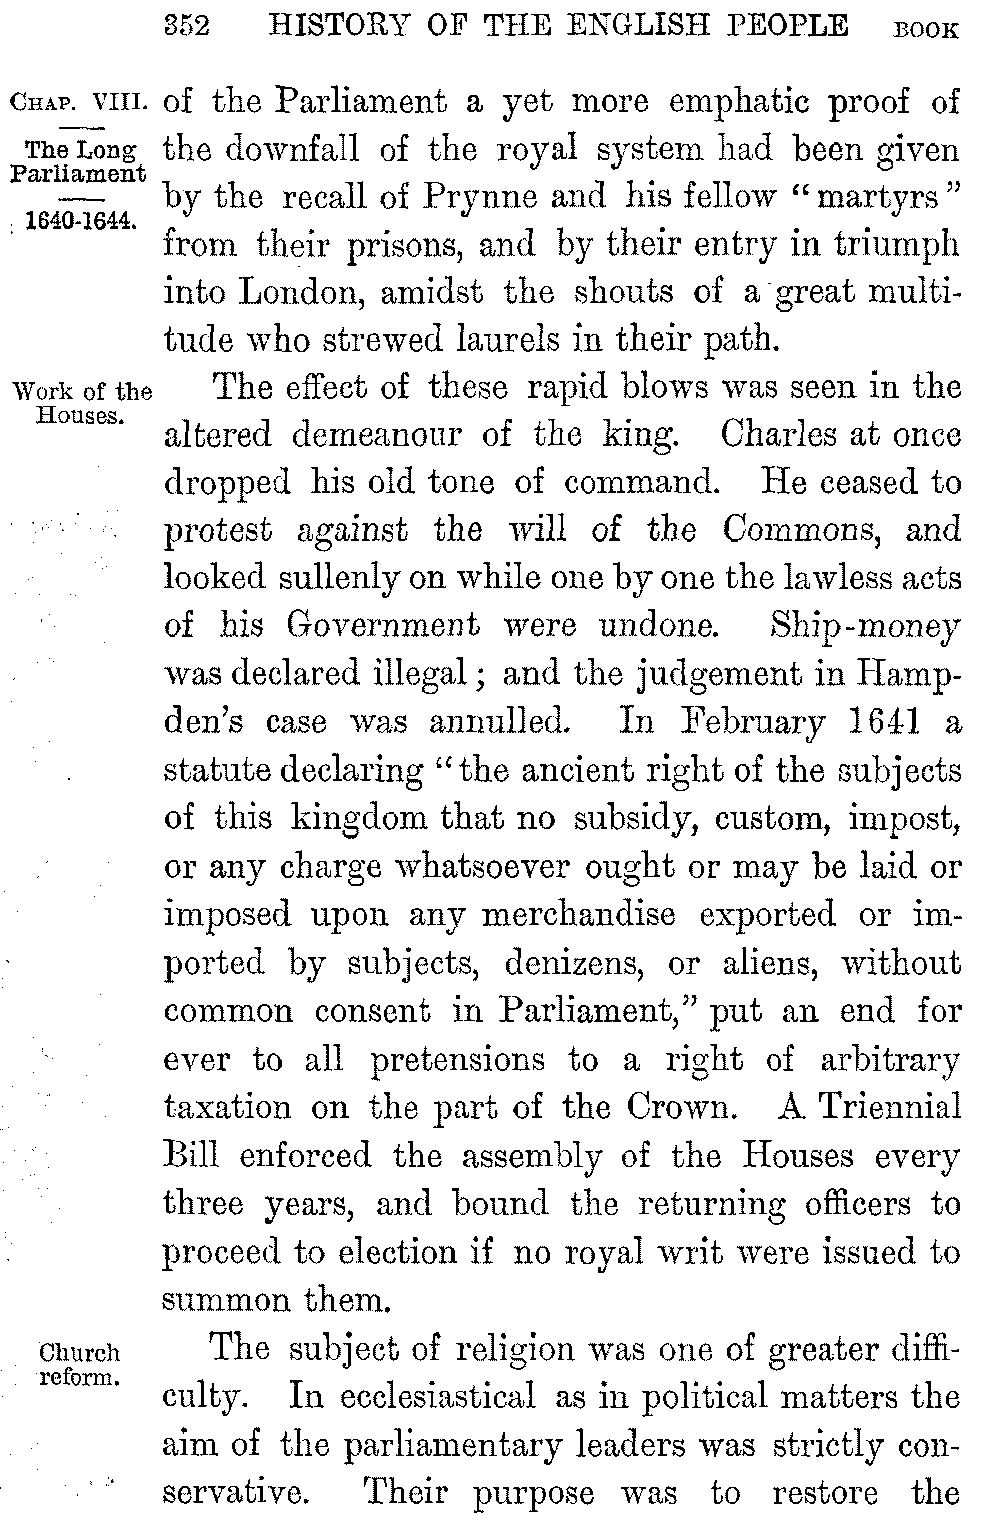 352 HISTORY OF THE ENGLISH PEOPLE BOOK
CHAP. VIII.
The Long
Parliament
1640-1644.
of the Parliament a yet more emphatic proof of
the downfall of the royal system had been given
by the recall of Prynne and his fellow “martyrs”
from their prisons, and by their entry in triumph
into London, amidst the shouts of a great multi-
tude who strewed laurels in their path.
Work of the
Houses.
The effect of these rapid blows was seen in the
altered demeanour of the king. Charles at once
dropped his old tone of command. He ceased to
protest against the will of the Commons, and
looked sullenly on while one by one the lawless acts
of his Government were undone. Ship-money
was declared illegal; and the judgement in Hamp-
den's case was annulled. In February 1641 a
statute declaring “the ancient right of the subjects
of this kingdom that no subsidy, custom, impost,
or any charge whatsoever ought or may be laid or
imposed upon any merchandise exported or im-
ported by subjects, denizens, or aliens, without
common consent in Parliament,” put an end for
ever to all pretensions to a right of arbitrary
taxation on the part of the Crown. A Triennial
Bill enforced the assembly of the Houses every
three years, and bound the returning officers to
proceed to election if no royal writ were issued to
summon them.
Church
reform.
The subject of religion was one of greater diffi-
culty. In ecclesiastical as in political matters the
aim of the parliamentary leaders was strictly con-
servative. Their purpose was to restore the